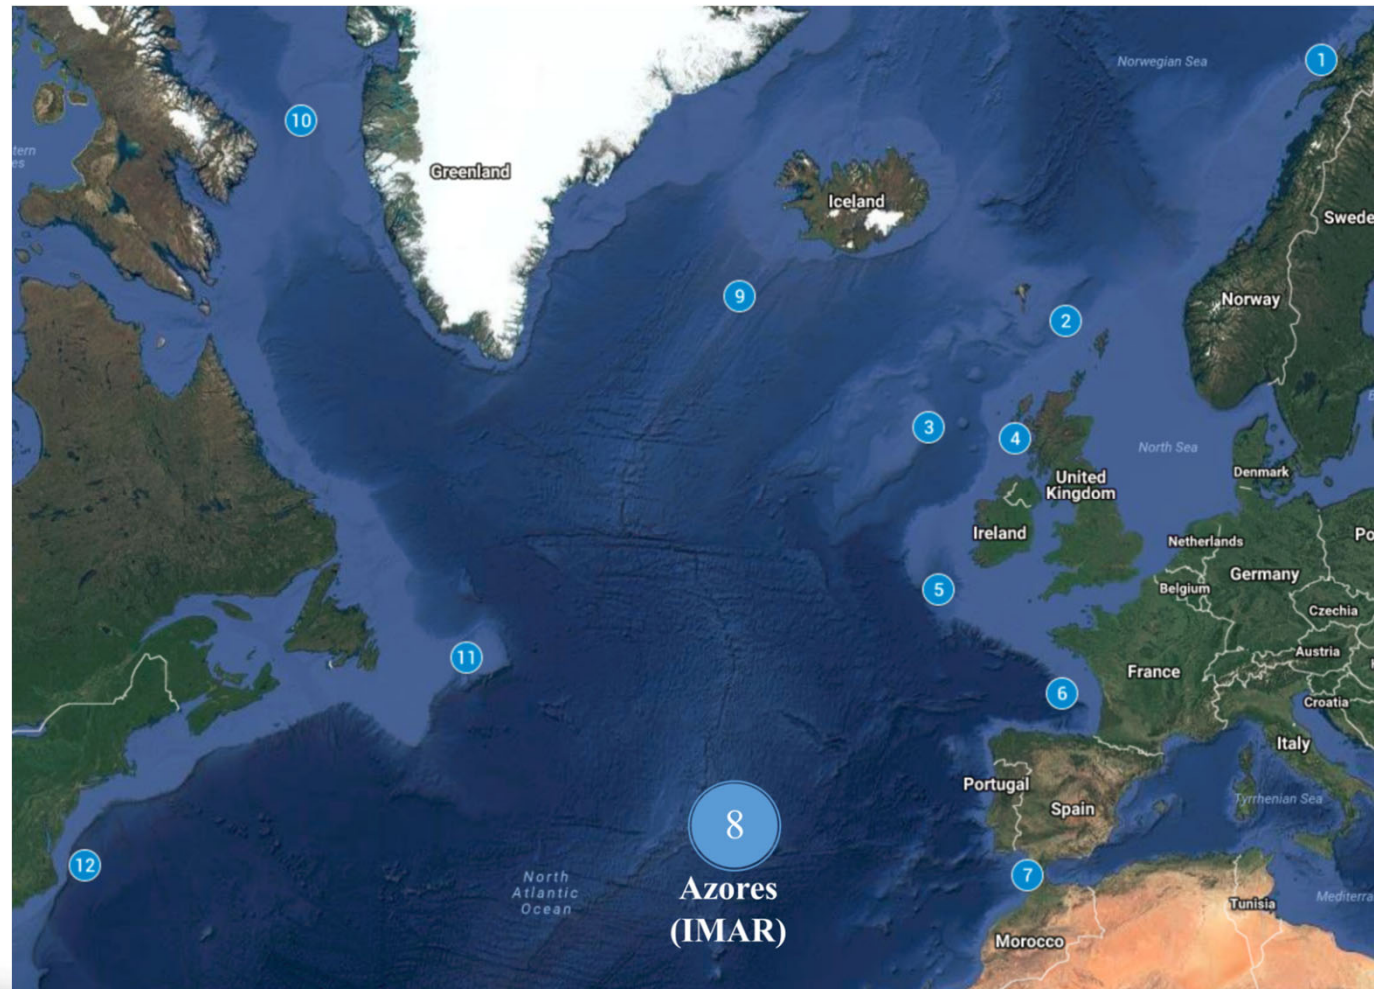 Norwegian Sea
1
10
tern
es
Greenland
Iceland
Swede
9
Norway
2
3
4
North Sea
Denmark
United
Kingdom
Ireland
Netherlands
Po
Germany
Belgium
5
Czechia
Austria
11
France
6
Croatia
Italy
Portugal
Spain
Tyrrhenian Sea
8
12
7
North
Atlantic
Ocean
Azores
(IMAR)
Tunisia
Mediterra
Morocco